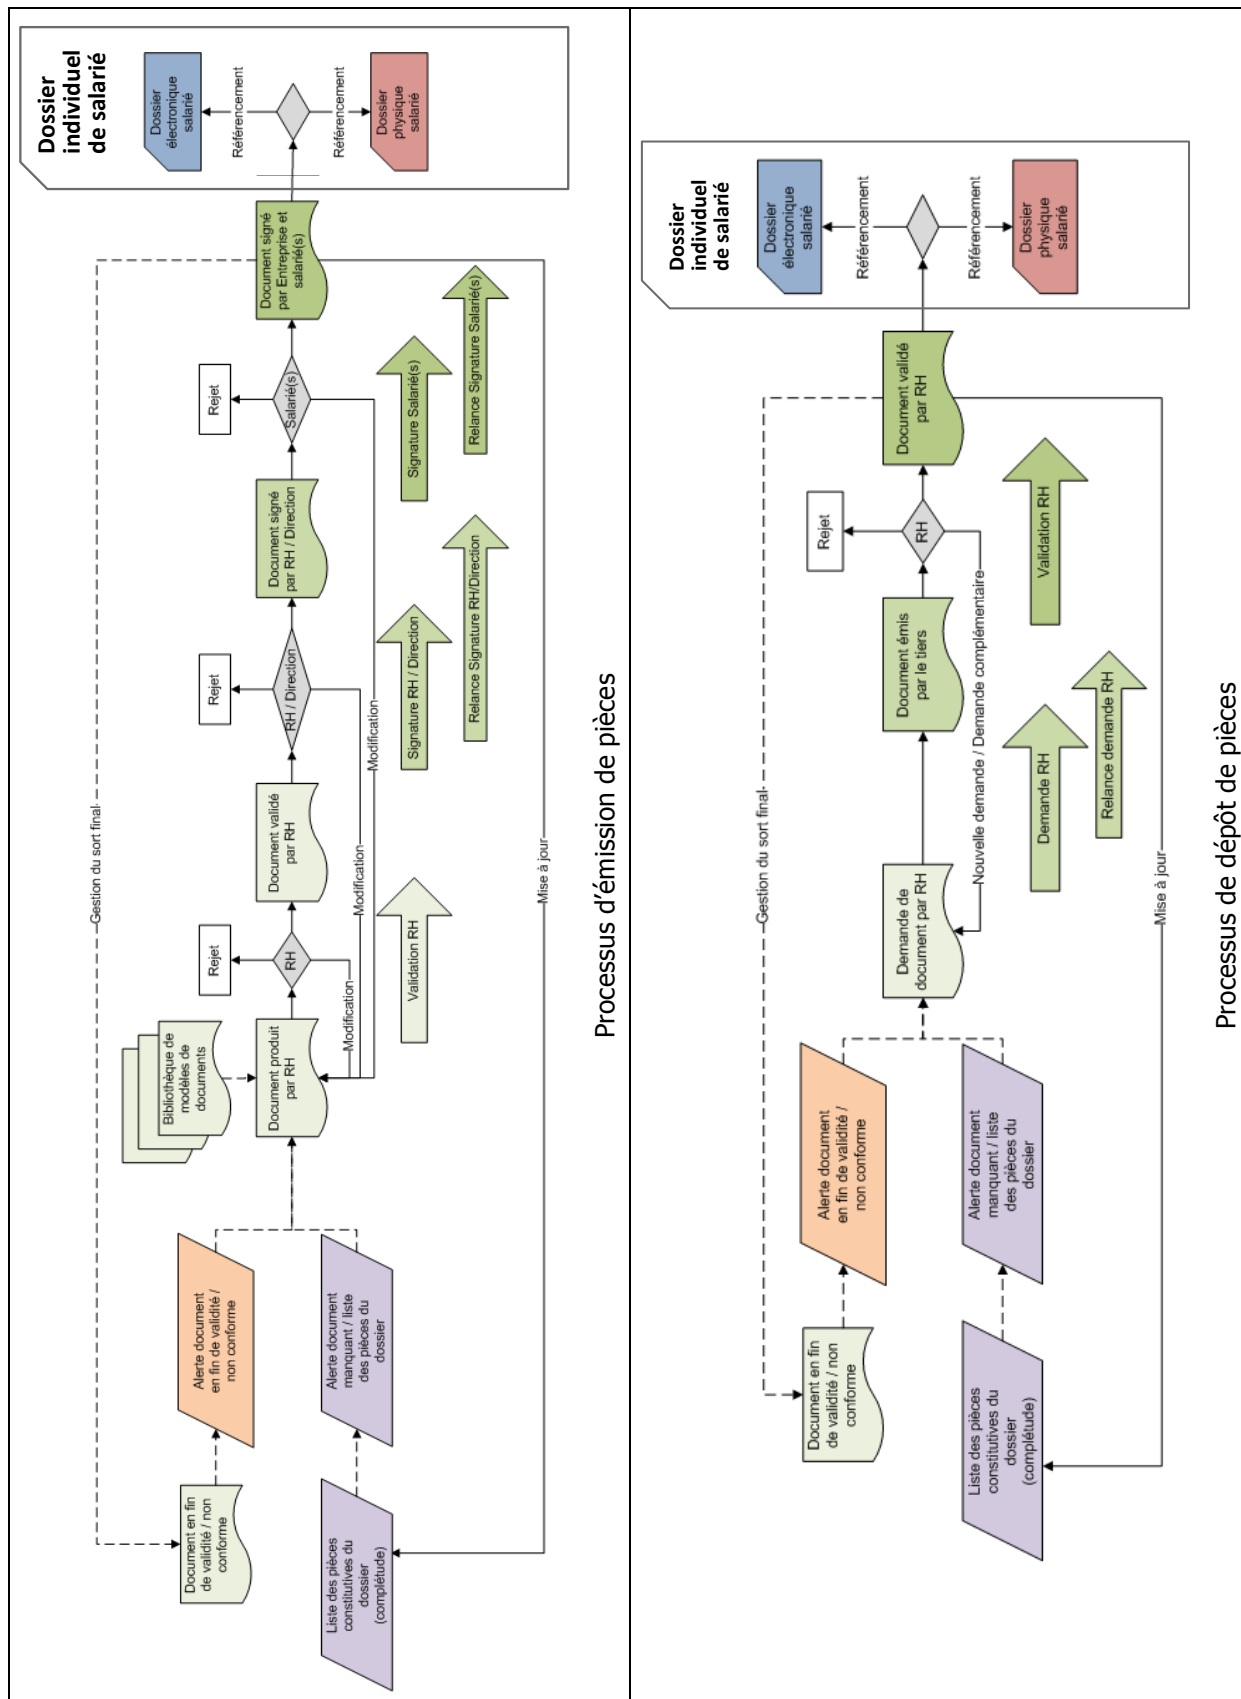 Dossier
individuel
de salarié
Dossier
électronique
salarié
Référencement
Référencement
Dossier
physique
salarié
Document signé
par Entreprise et
salarié(s)
Gestion du sort final
Rejet
Salarié(s)
Signature Salarié(s)
Relance Signature Salarié(s)
Document signé
par RH / Direction
Rejet
RH / Direction
Modification
Modification
Signature RH / Direction
Relance Signature RH/Direction
Document validé
par RH
Rejet
RH
Modification
Validation RH
Mise à jour
Bibliothèque de
modèles de
documents
Document produit
par RH
Alerte document
en fin de validité /
non conforme
Alerte document
manquant / liste
des pièces du
dossier
Document en fin
de validité / non
conforme
Liste des pièces
constitutives du
dossier
(complétude)
Processus d'émission de pièces
Dossier
individuel
de salarié
Dossier
électronique
salarié
Référencement
Référencement
Dossier
physique
salarié
Document validé
par RH
Gestion du sort final
Rejet
RH
Validation RH
Document émis
par le tiers
Nouvelle demande / Demande complémentaire
Demande RH
Relance demande RH
Demande de
document par RH
Mise à jour
Alerte document
en fin de validité /
non conforme
Alerte document
manquant / liste
des pièces du
dossier
Document en fin
de validité / non
conforme
Liste des pièces
constitutives du
dossier
(complétude)
Processus de dépôt de pièces